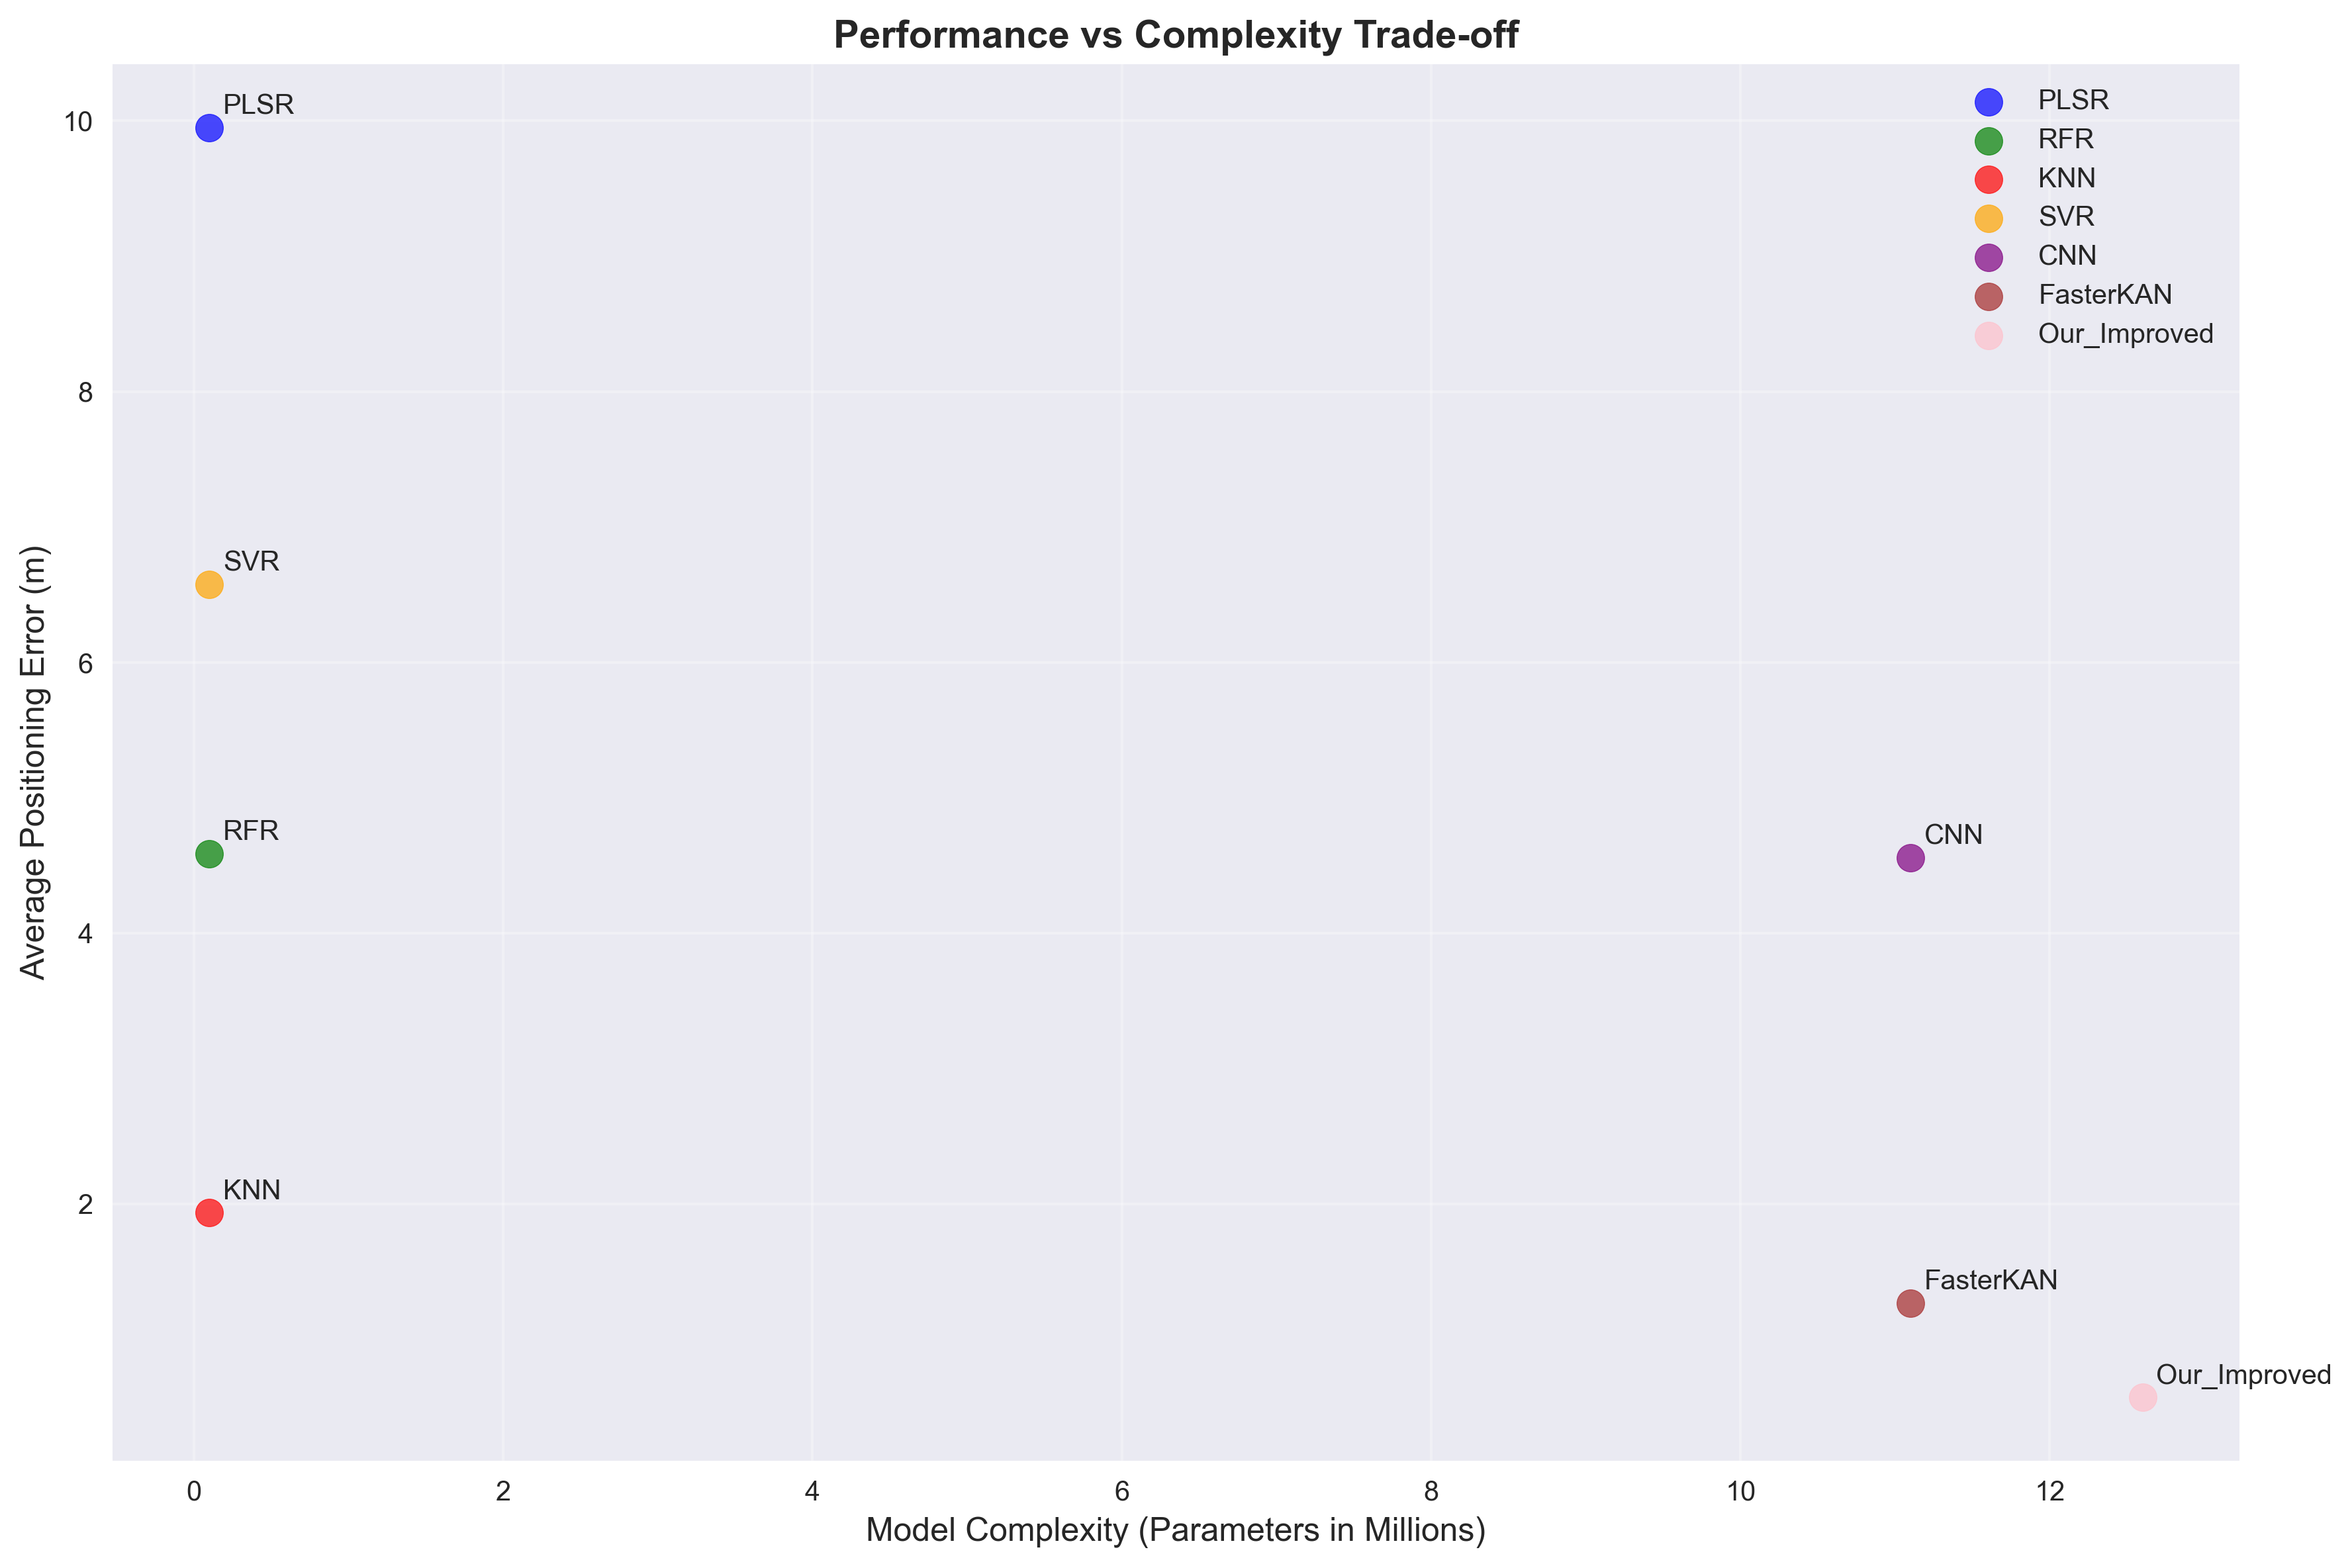 Performance vs Complexity Trade-off
Average Positioning Error (m)
10
8
6
4
2
PLSR
SVR
RFR
KNN
CNN
FasterKAN
Our_Improved
PLSR
RFR
KNN
SVR
CNN
FasterKAN
Our_Improved
0 2 4 6 8 10 12
Model Complexity (Parameters in Millions)